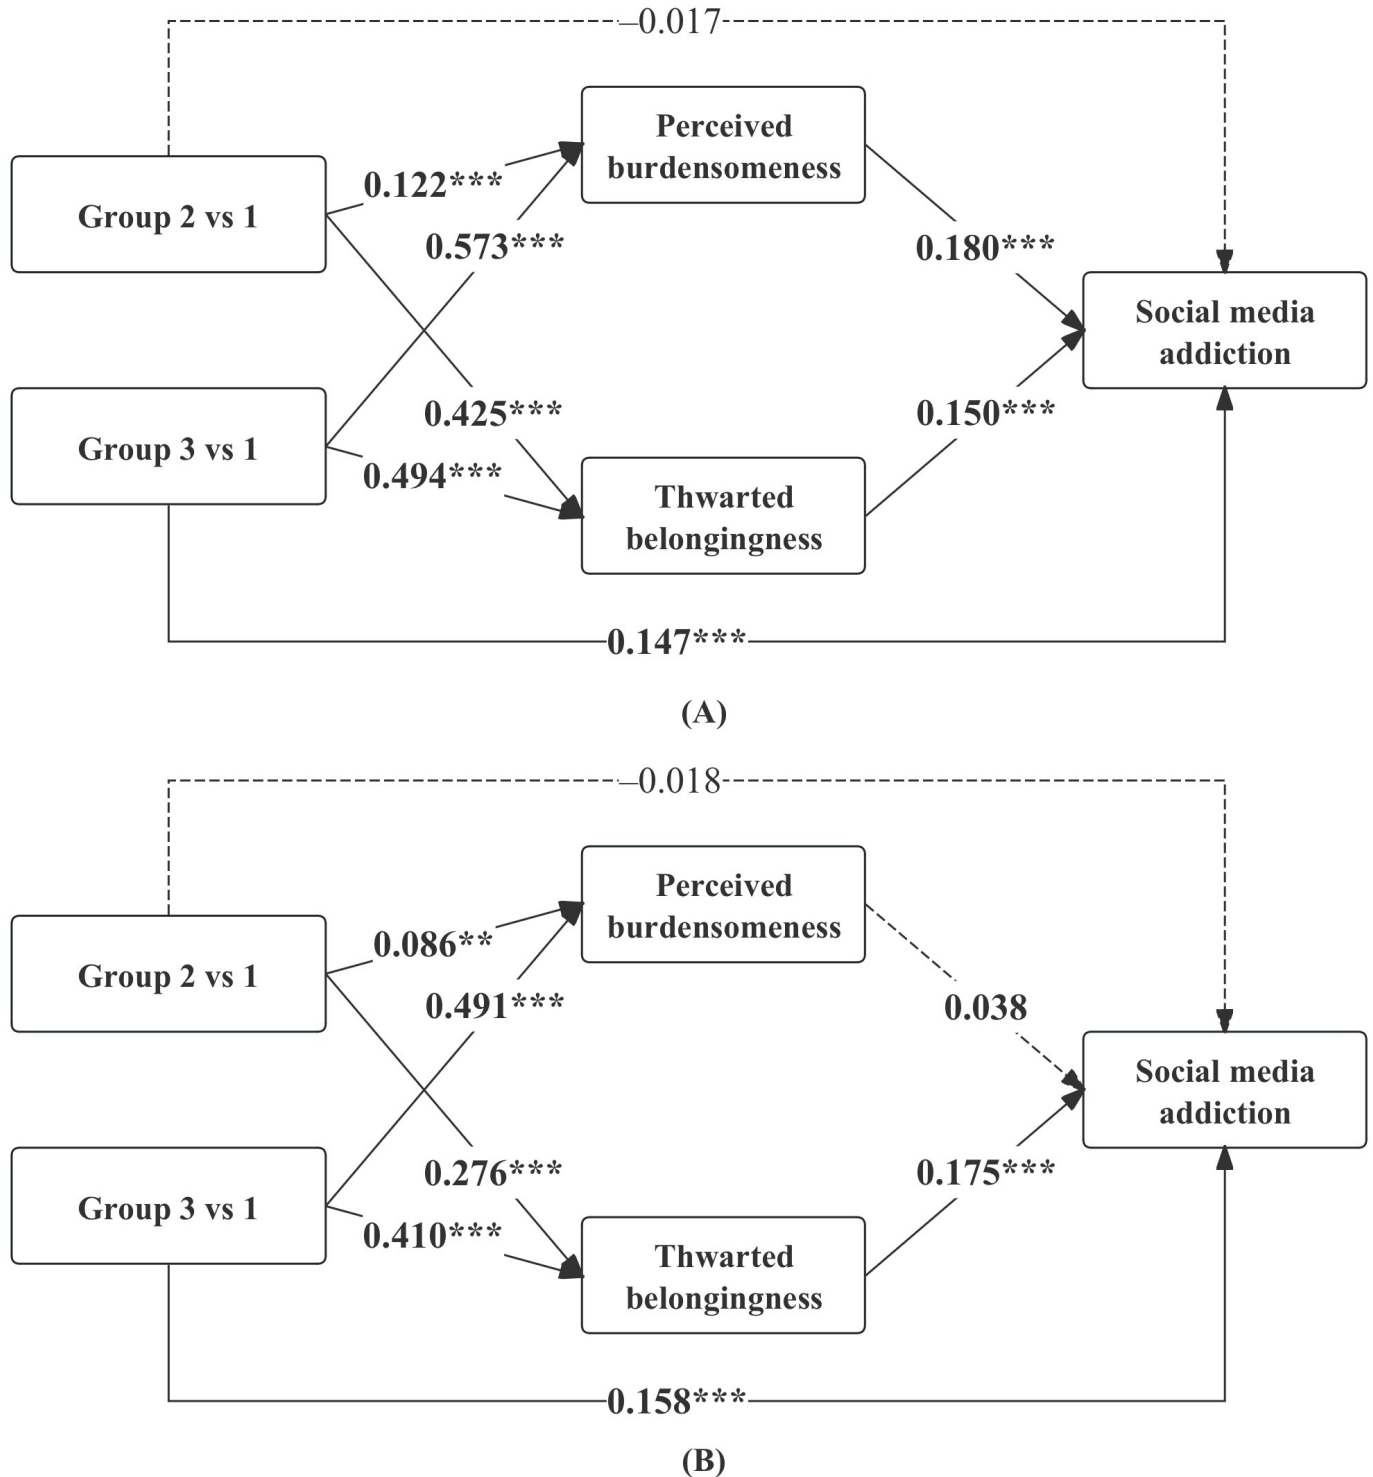 –0.017
Perceived
burdensomeness
0.122***
Group 2 vs 1
0.573***
0.180***
Social media
addiction
0.425***
0.150***
Group 3 vs 1
0.494***
Thwarted
belongingness
0.147***
(A)
–0.018
Perceived
burdensomeness
0.086**
Group 2 vs 1
0.491***
0.038
Social media
addiction
0.276***
0.175***
Group 3 vs 1
0.410***
Thwarted
belongingness
0.158***
(B)